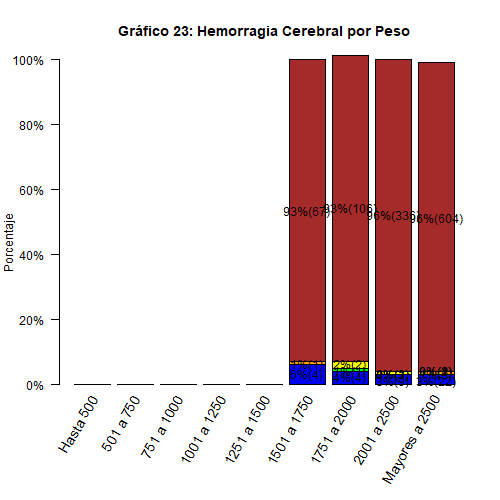 Gráfico 23: Hemorragia Cerebral por Peso
Porcentaje
100%
80%
60%
40%
20%
0%
93%(67)
93%(106)
96%(336)
96%(604)
2%(2)
Hasta 500
501 a 750
751 a 1000
1001 a 1250
1251 a 1500
1501 a 1750
1751 a 2000
2001 a 2500
Mayores a 2500